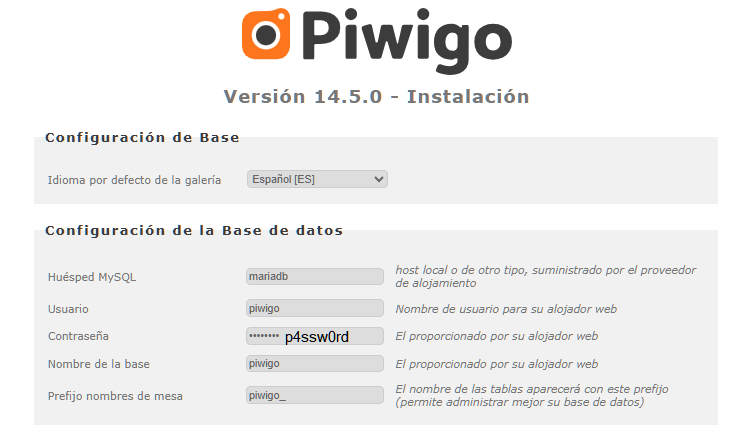 Piwigo
Versión 14.5.0 - Instalación
Configuración de Base
Idioma por defecto de la galería Español [ES]
Configuración de la Base de datos
Huésped MySQL mariadb host local o de otro tipo, suministrado por el proveedor
de alojamiento
Usuario piwigo Nombre de usuario para su alojador web
Contraseña •••••••• p4ssw0rd El proporcionado por su alojador web
Nombre de la base piwigo El proporcionado por su alojador web
Prefijo nombres de mesa piwigo_ El nombre de las tablas aparecerá con este prefijo
(permite administrar mejor su base de datos)